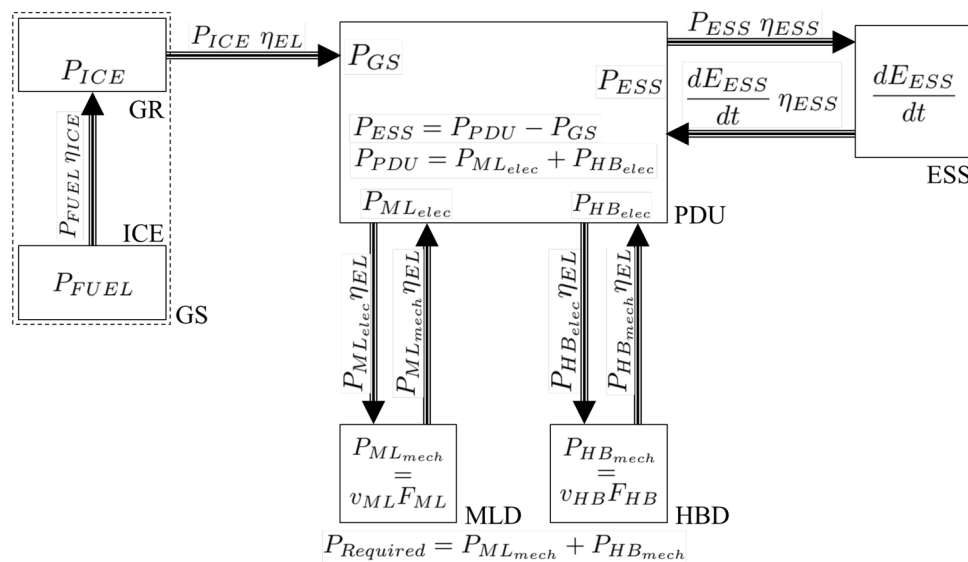 P_{ICE} η_{EL}
P_{ICE}
GR
P_{FUEL} η_{ICE}
ICE
P_{FUEL}
GS
P_{GS}
P_{ESS}
P_{ESS} = P_{PDU} − P_{GS}
P_{PDU} = P_{ML_{elec}} + P_{HB_{elec}}
P_{ML_{elec}}
P_{HB_{elec}}
PDU
P_{ESS} η_{ESS}
\frac{dE_{ESS}}{dt} η_{ESS}
\frac{dE_{ESS}}{dt}
ESS
P_{ML_{elec}} η_{EL}
P_{ML_{mech}} η_{EL}
P_{HB_{elec}} η_{EL}
P_{HB_{mech}} η_{EL}
P_{ML_{mech}}
=
v_{ML} F_{ML}
MLD
P_{HB_{mech}}
=
v_{HB} F_{HB}
HBD
P_{Required} = P_{ML_{mech}} + P_{HB_{mech}}